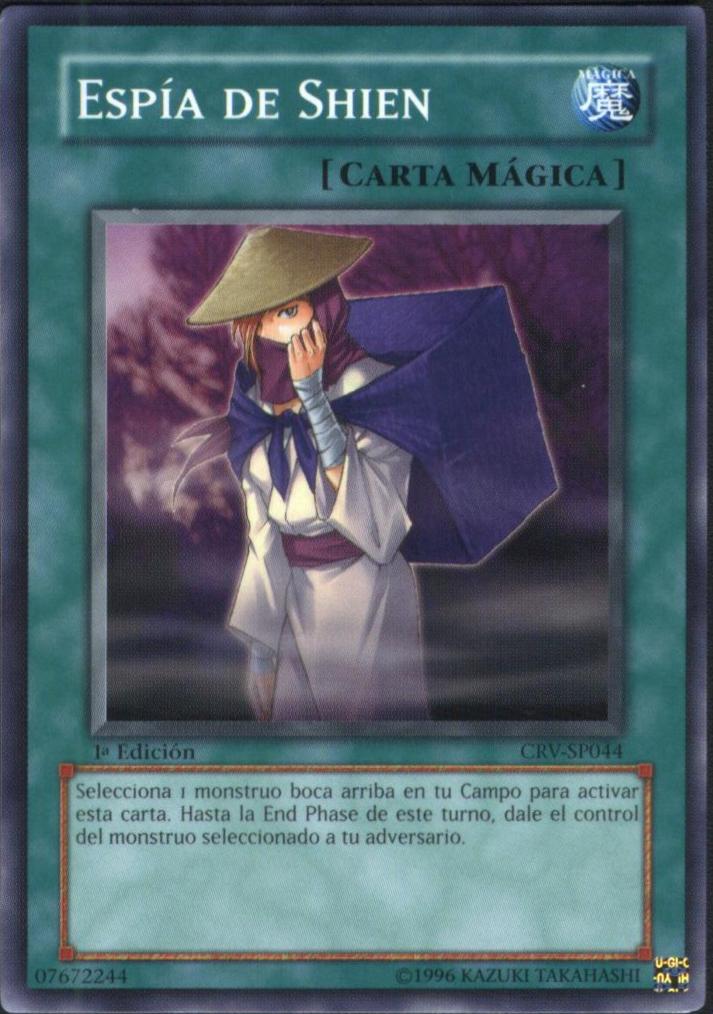 Espía de Shien
MÁGICA
魔
[CARTA MÁGICA]
1ª Edición
CRV-SP044
Selecciona 1 monstruo boca arriba en tu Campo para activar
esta carta. Hasta la End Phase de este turno, dale el control
del monstruo seleccionado a tu adversario.
07672244
©1996 KAZUKI TAKAHASHI